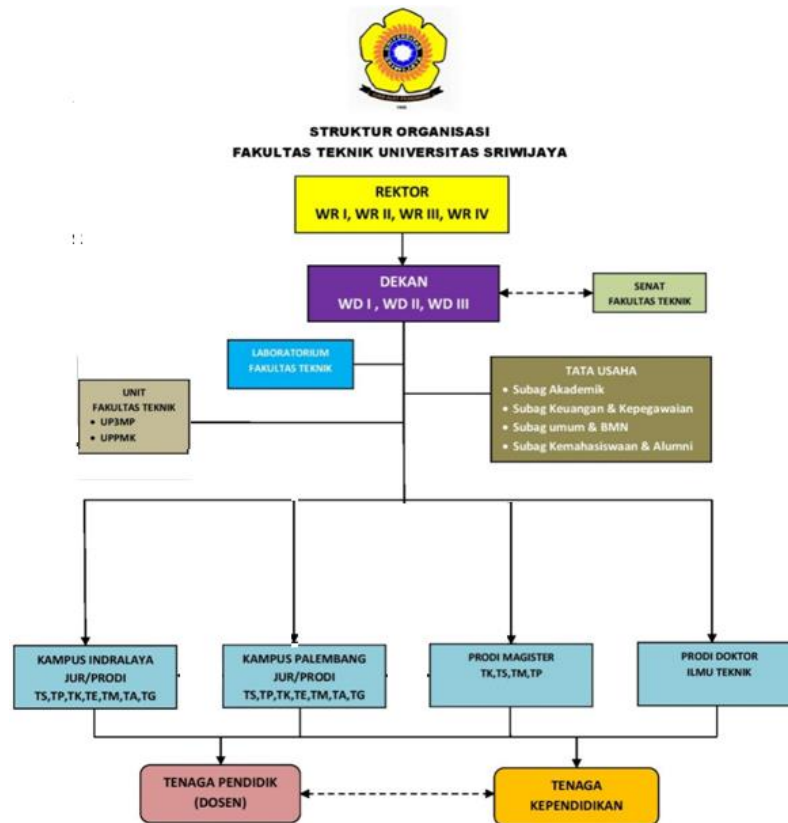 UNIVERSITAS SRIWIJAYA
STRUKTUR ORGANISASI
FAKULTAS TEKNIK UNIVERSITAS SRIWIJAYA
REKTOR
WR I, WR II, WR III, WR IV
DEKAN
WD I , WD II, WD III
SENAT
FAKULTAS TEKNIK
LABORATORIUM
FAKULTAS TEKNIK
TATA USAHA
• Subag Akademik
• Subag Keuangan & Kepegawaian
• Subag umum & BMN
• Subag Kemahasiswaan & Alumni
UNIT
FAKULTAS TEKNIK
• UP3MP
• UPPMK
KAMPUS INDRALAYA
JUR/PRODI
TS,TP,TK,TE,TM,TA,TG
KAMPUS PALEMBANG
JUR/PRODI
TS,TP,TK,TE,TM,TA,TG
PRODI MAGISTER
TK,TS,TM,TP
PRODI DOKTOR
ILMU TEKNIK
TENAGA PENDIDIK
(DOSEN)
TENAGA
KEPENDIDIKAN